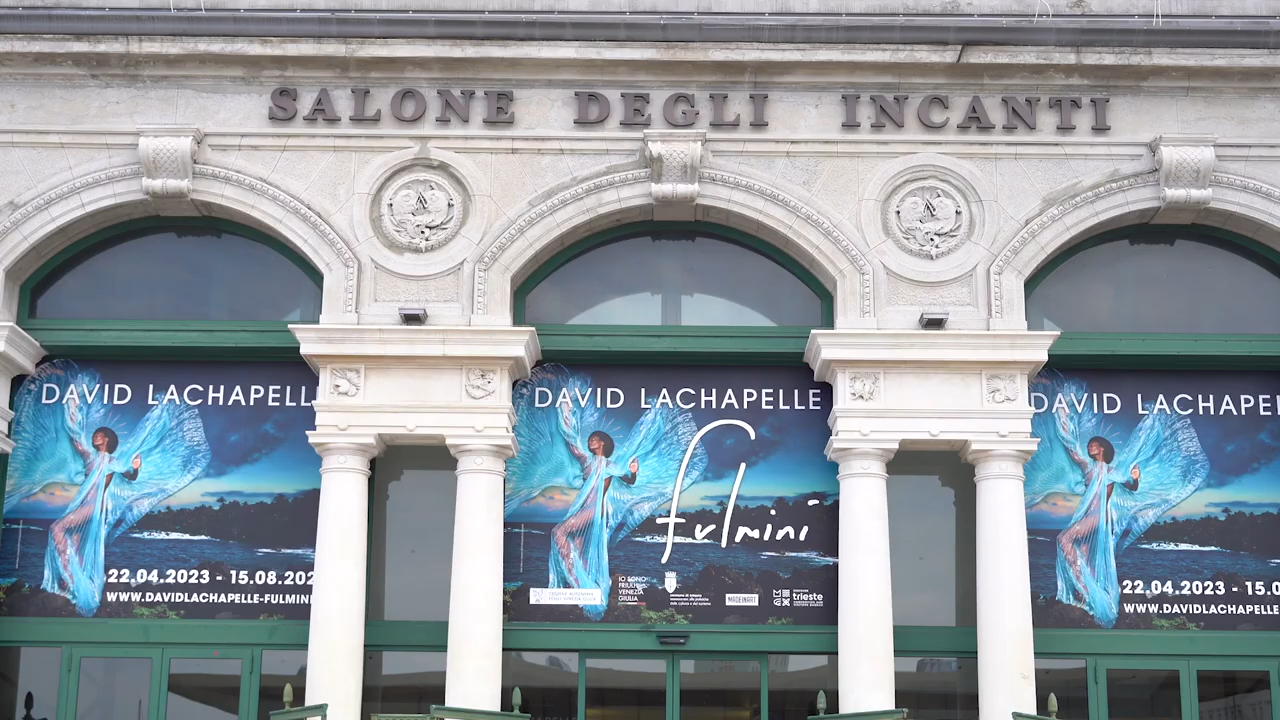 SALONE DEGLI INCANTI
DAVID LACHAPELL
22.04.2023 - 15.08.202
WWW.DAVIDLACHAPELLE-FULMINI
DAVID LACHAPELLE
fulmini
IO SONO
FRIULI
VENEZIA
GIULIA
MADEINART
trieste
DAVID LACHAPEL
22.04.2023 - 15.0
WWW.DAVIDLACHAPELLE